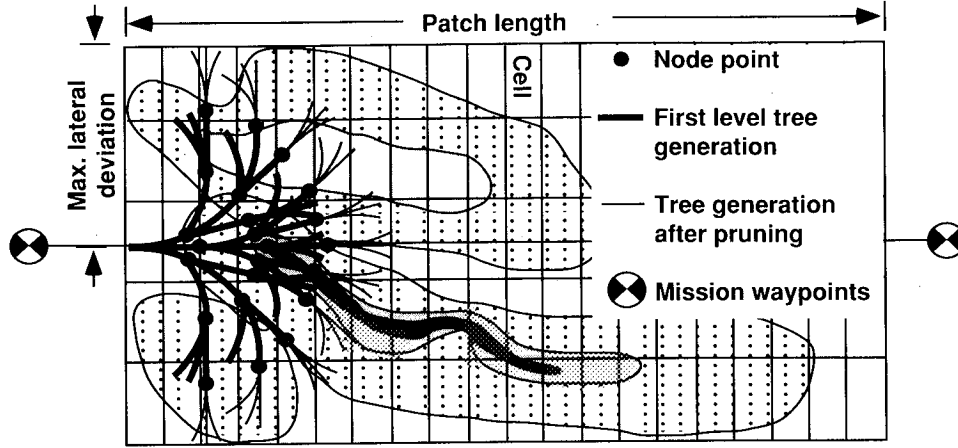 Patch length
Max. lateral
deviation
Cell
Node point
First level tree
generation
Tree generation
after pruning
Mission waypoints